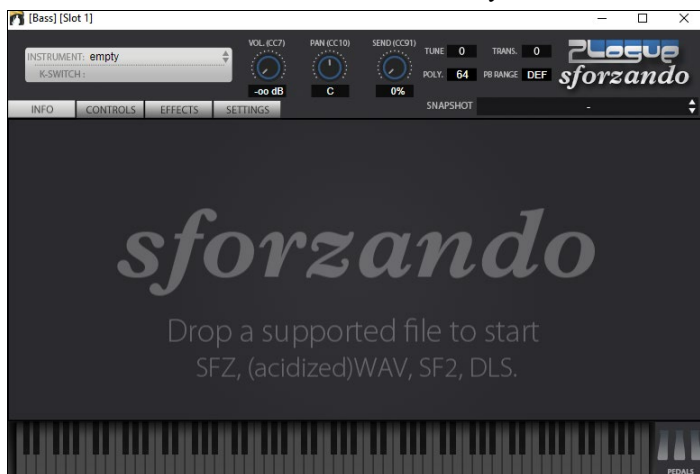 [Bass] [Slot 1]
INSTRUMENT: empty
K-SWITCH :
VOL. (CC7)
-oo dB
PAN (CC10)
C
SEND (CC91)
0%
TUNE 0 TRANS. 0
POLY. 64 PB RANGE DEF
Plogue
sforzando
INFO CONTROLS EFFECTS SETTINGS
SNAPSHOT -
sforzando
Drop a supported file to start
SFZ, (acidized)WAV, SF2, DLS.
PEDALS